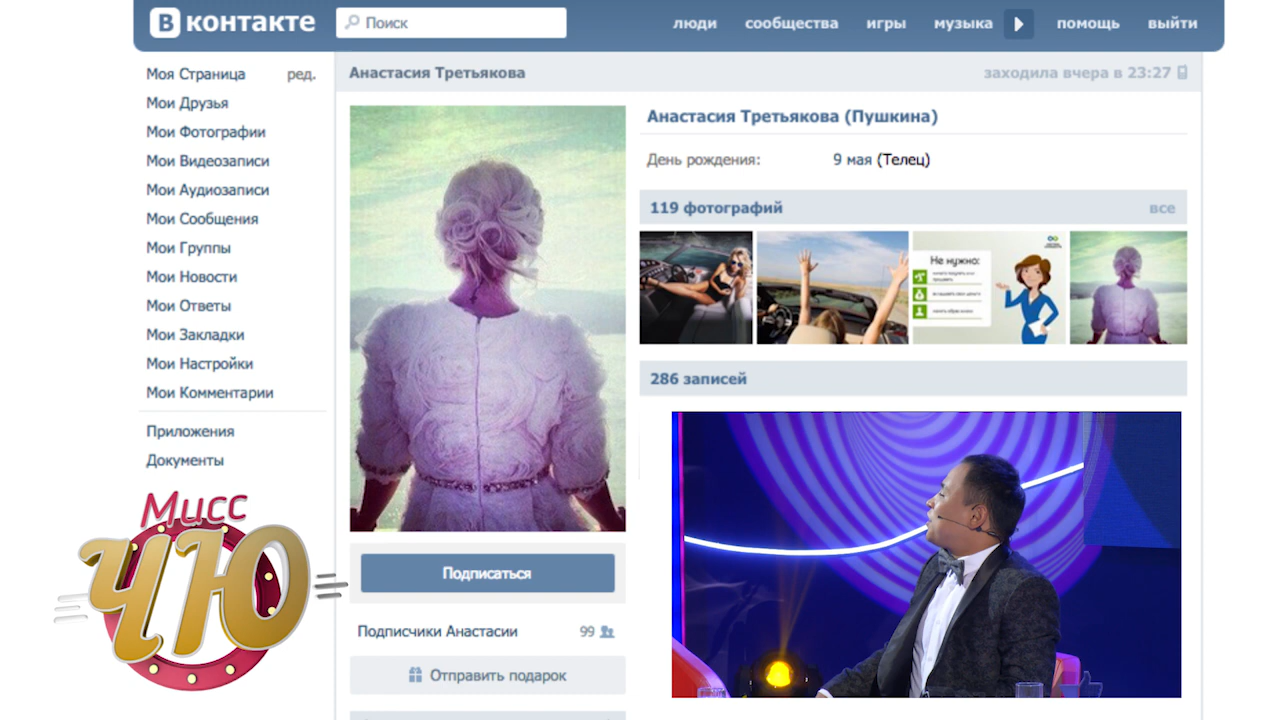 В контакте
Поиск
люди сообщества игры музыка помощь выйти
Моя Страница ред.
Мои Друзья
Мои Фотографии
Мои Видеозаписи
Мои Аудиозаписи
Мои Сообщения
Мои Группы
Мои Новости
Мои Ответы
Мои Закладки
Мои Настройки
Мои Комментарии
Приложения
Документы
Мисс
ЧЮ
Анастасия Третьякова заходила вчера в 23:27
Подписаться
Подписчики Анастасии 99
Отправить подарок
Анастасия Третьякова (Пушкина)
День рождения: 9 мая (Телец)
119 фотографий все
Не нужно:
286 записей